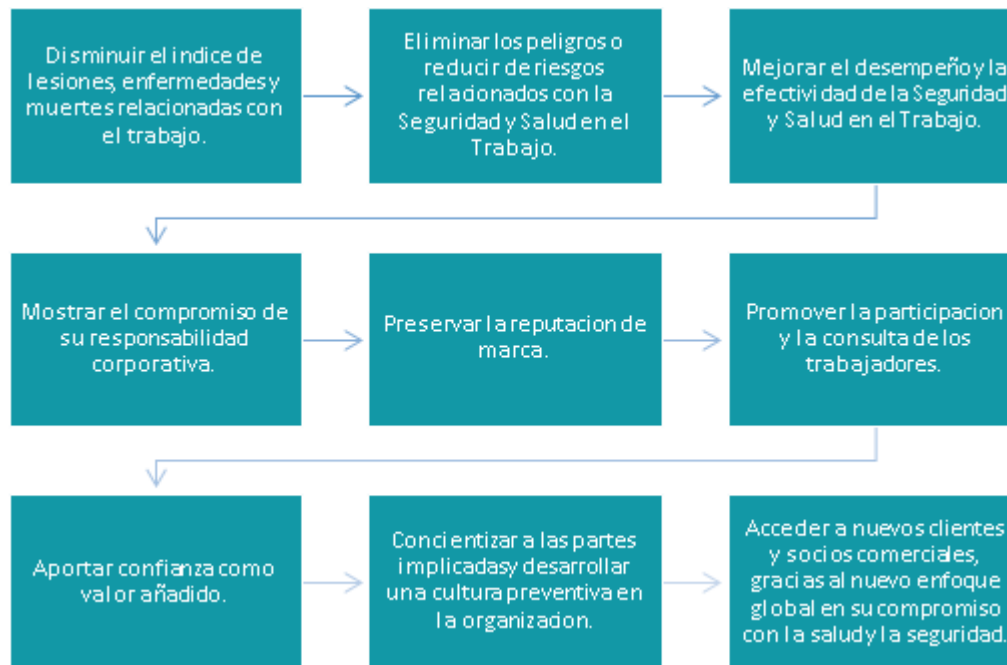 Disminuir el indice de
lesiones, enfermedades y
muertes relacionadas con
el trabajo.
Eliminar los peligros o
reducir de riesgos
relacionados con la
Seguridad y Salud en el
Trabajo.
Mejorar el desempeño y la
efectividad de la Seguridad
y Salud en el Trabajo.
Mostrar el compromiso de
su responsabilidad
corporativa.
Preservar la reputacion de
marca.
Promover la participacion
y la consulta de los
trabajadores.
Aportar confianza como
valor añadido.
Concientizar a las partes
implicadas y desarrollar
una cultura preventiva en
la organizacion.
Acceder a nuevos clientes
y socios comerciales,
gracias al nuevo enfoque
global en su compromiso
con la salud y la seguridad.